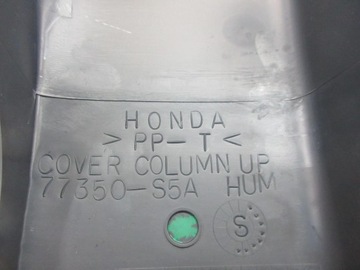 HONDA
>PP-T<
COVER COLUMN UP
77350-S5A HUM
S